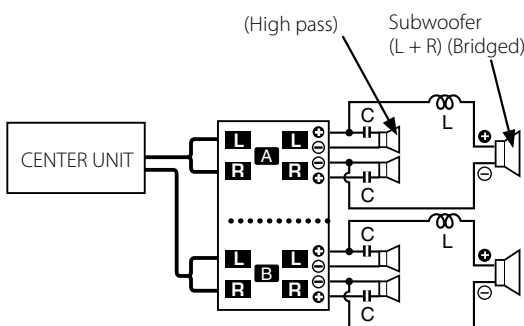 (High pass)
Subwoofer
(L + R) (Bridged)
CENTER UNIT
L
R
A
L
R
⊕
⊖
⊖
⊕
C
C
L
⊕
⊖
L
R
B
L
R
⊕
⊖
⊖
⊕
C
C
L
⊕
⊖